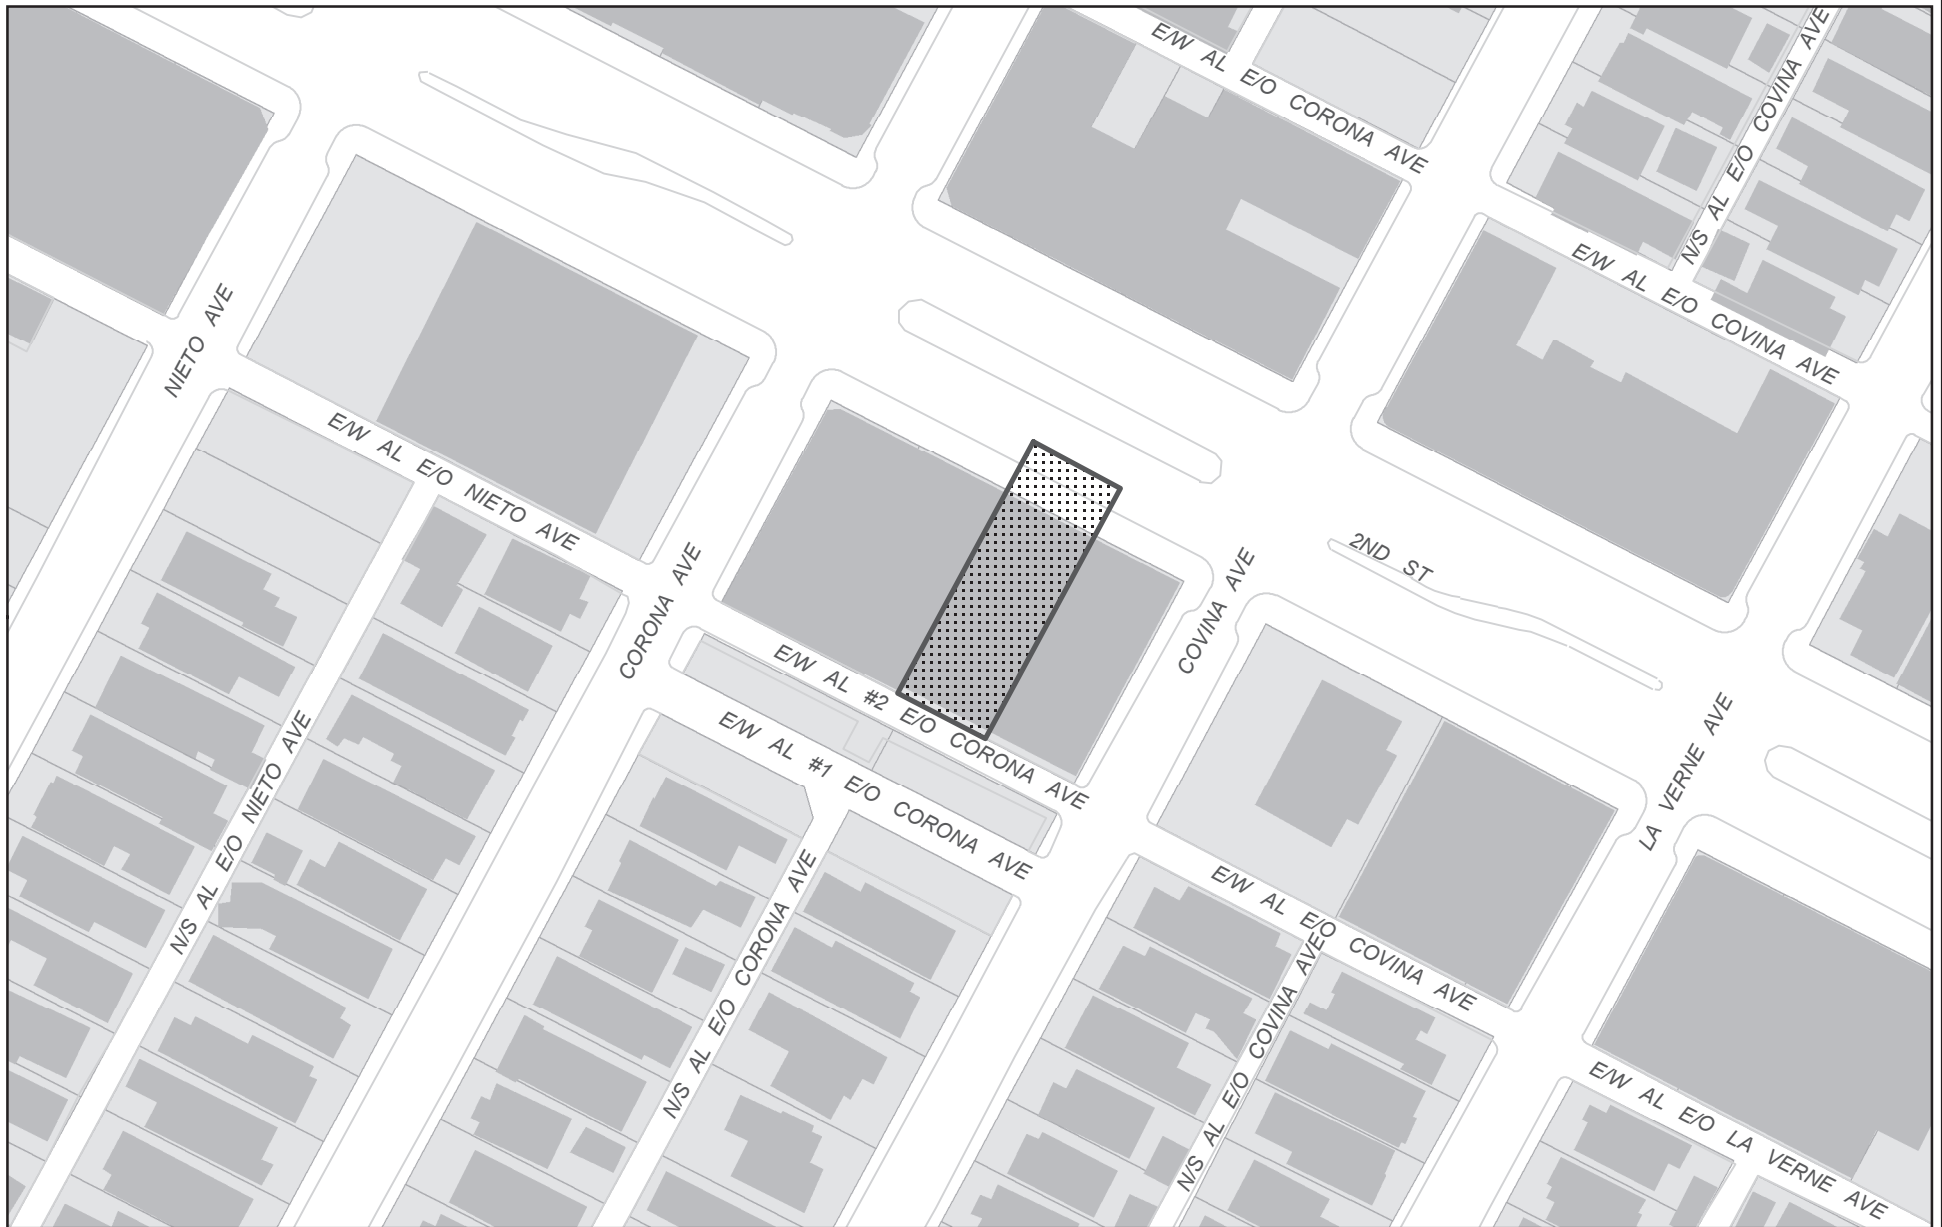 E/W AL E/O CORONA AVE
N/S AL E/O COVINA AVE
E/W AL E/O COVINA AVE
NIETO AVE
E/W AL E/O NIETO AVE
CORONA AVE
COVINA AVE
2ND ST
E/W AL #2 E/O CORONA AVE
E/W AL #1 E/O CORONA AVE
LA VERNE AVE
N/S AL E/O NIETO AVE
N/S AL E/O CORONA AVE
E/W AL E/O COVINA AVE
N/S AL E/O COVINA AVE
E/W AL E/O LA VERNE AVE